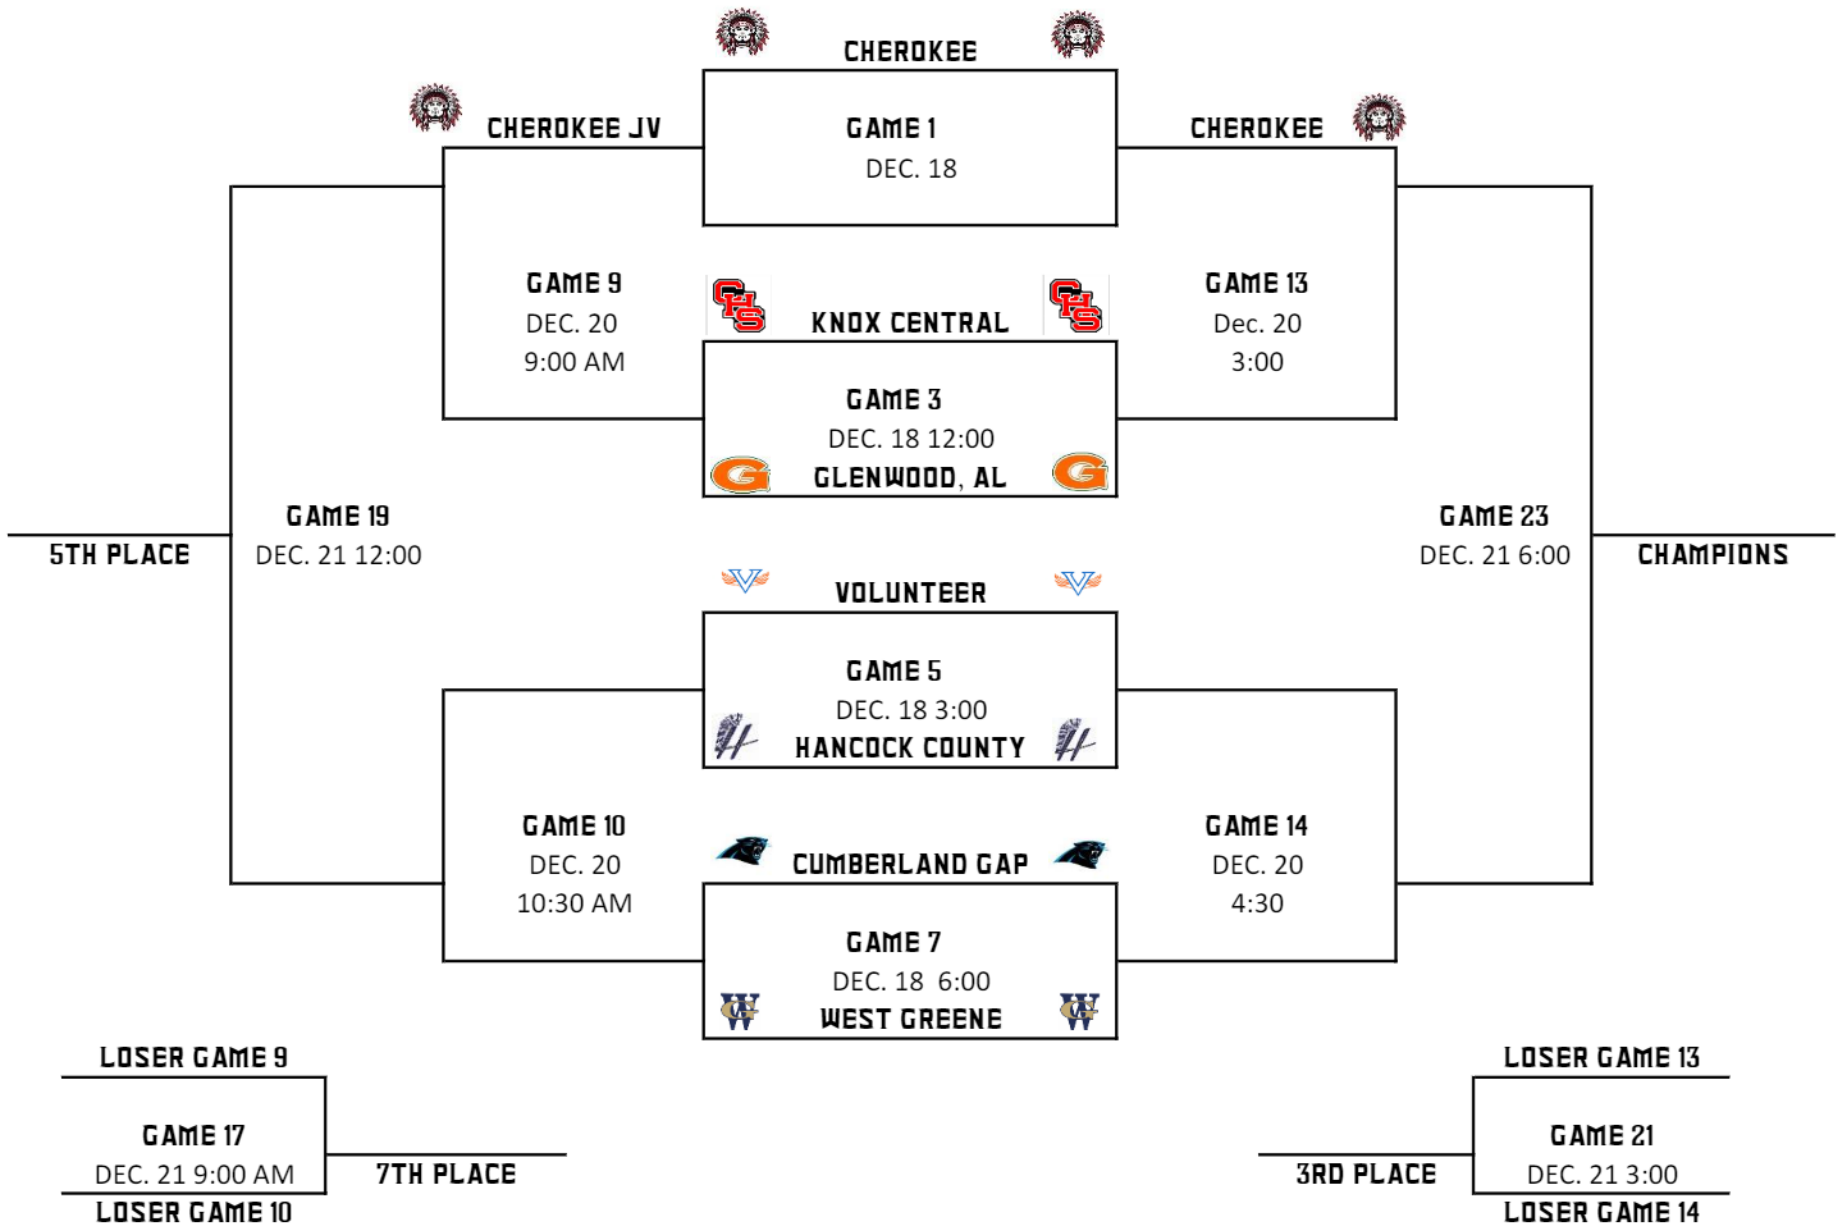 CHEROKEE
CHEROKEE JV
GAME 1
DEC. 18
CHEROKEE
GAME 9
DEC. 20
9:00 AM
CHS
KNOX CENTRAL
CHS
GAME 13
Dec. 20
3:00
GAME 3
DEC. 18 12:00
G
GLENWOOD, AL
G
GAME 19
DEC. 21 12:00
5TH PLACE
GAME 23
DEC. 21 6:00
CHAMPIONS
V
VOLUNTEER
V
GAME 5
DEC. 18 3:00
H
HANCOCK COUNTY
H
GAME 10
DEC. 20
10:30 AM
CUMBERLAND GAP
GAME 14
DEC. 20
4:30
GAME 7
DEC. 18 6:00
WG
WEST GREENE
WG
LOSER GAME 9
GAME 17
DEC. 21 9:00 AM
LOSER GAME 10
7TH PLACE
LOSER GAME 13
GAME 21
DEC. 21 3:00
LOSER GAME 14
3RD PLACE